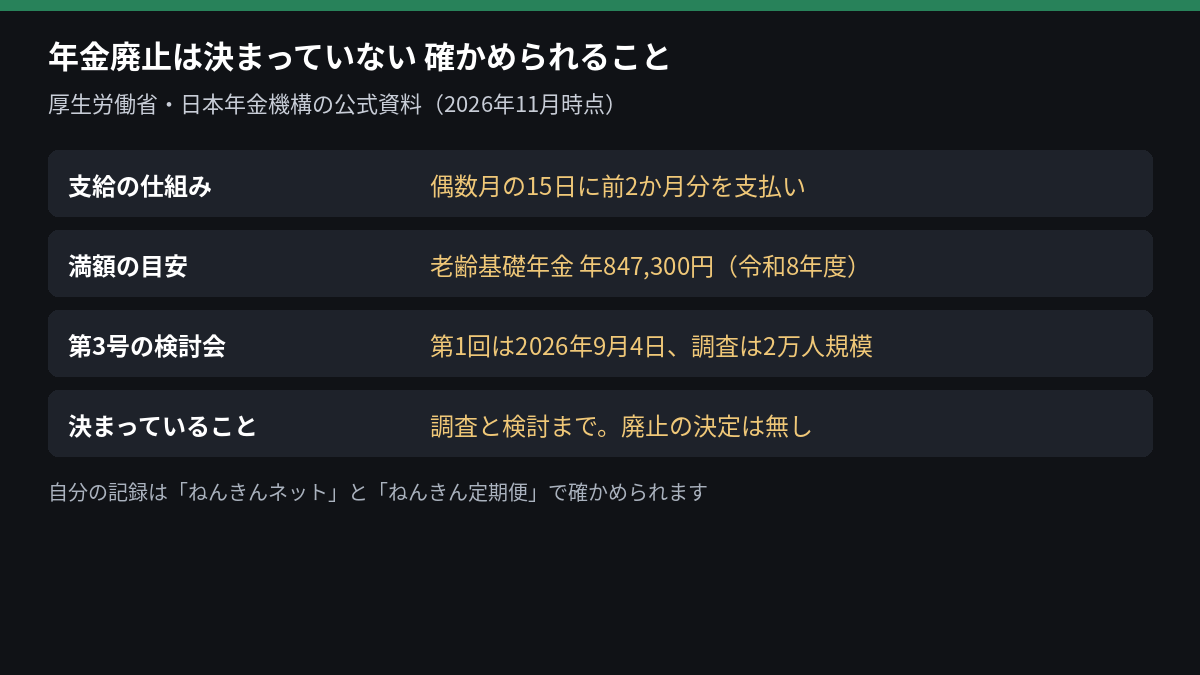 年金廃止は決まっていない 確かめられること
厚生労働省・日本年金機構の公式資料（2026年11月時点）
支給の仕組み 偶数月の15日に前2か月分を支払い
満額の目安 老齢基礎年金 年847,300円（令和8年度）
第3号の検討会 第1回は2026年9月4日、調査は2万人規模
決まっていること 調査と検討まで。廃止の決定は無し
自分の記録は「ねんきんネット」と「ねんきん定期便」で確かめられます